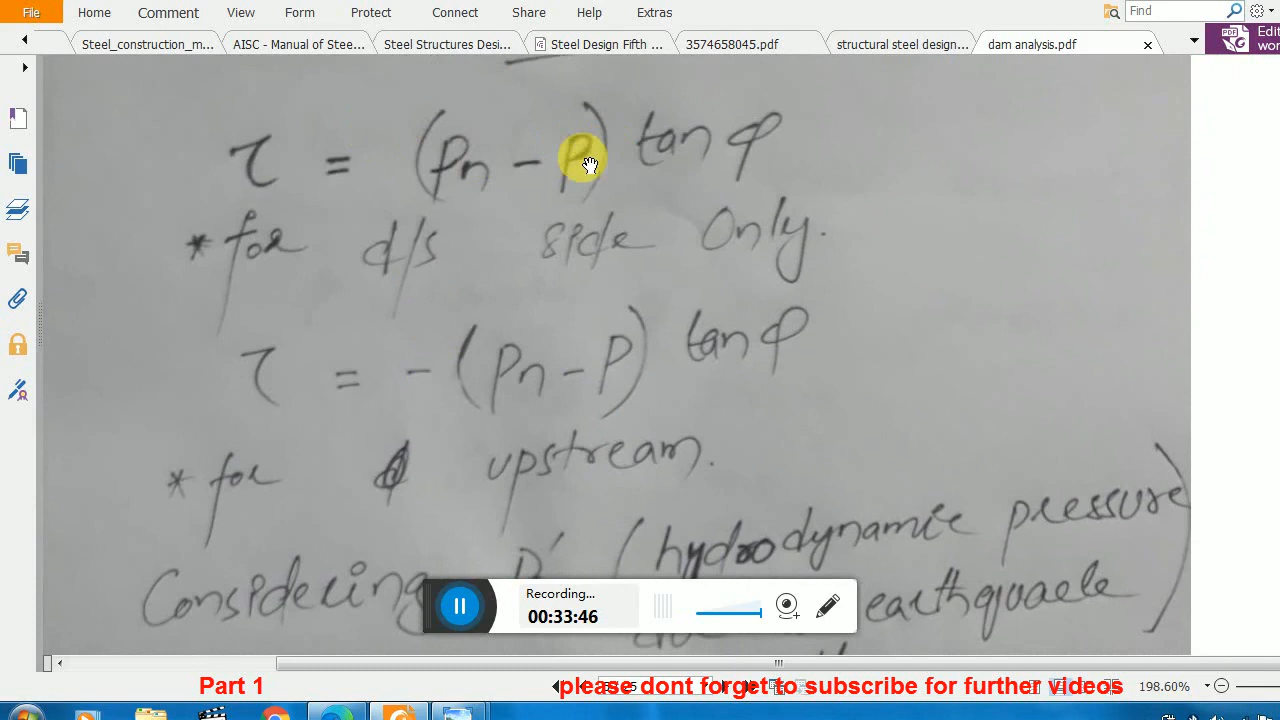 File Home Comment View Form Protect Connect Share Help Extras Find
Steel_construction_m... AISC - Manual of Stee... Steel Structures Desi... Steel Design Fifth ... 3574658045.pdf structural steel design... dam analysis.pdf Edit
wor
τ = (Pn - P) tan φ
* for d/s side Only.
τ = - (Pn - P) tan φ
* for upstream.
Considering P' (hydrodynamic pressure
earthquake)
Recording...
00:33:46
Part 1 please dont forget to subscribe for further videos 198.60%